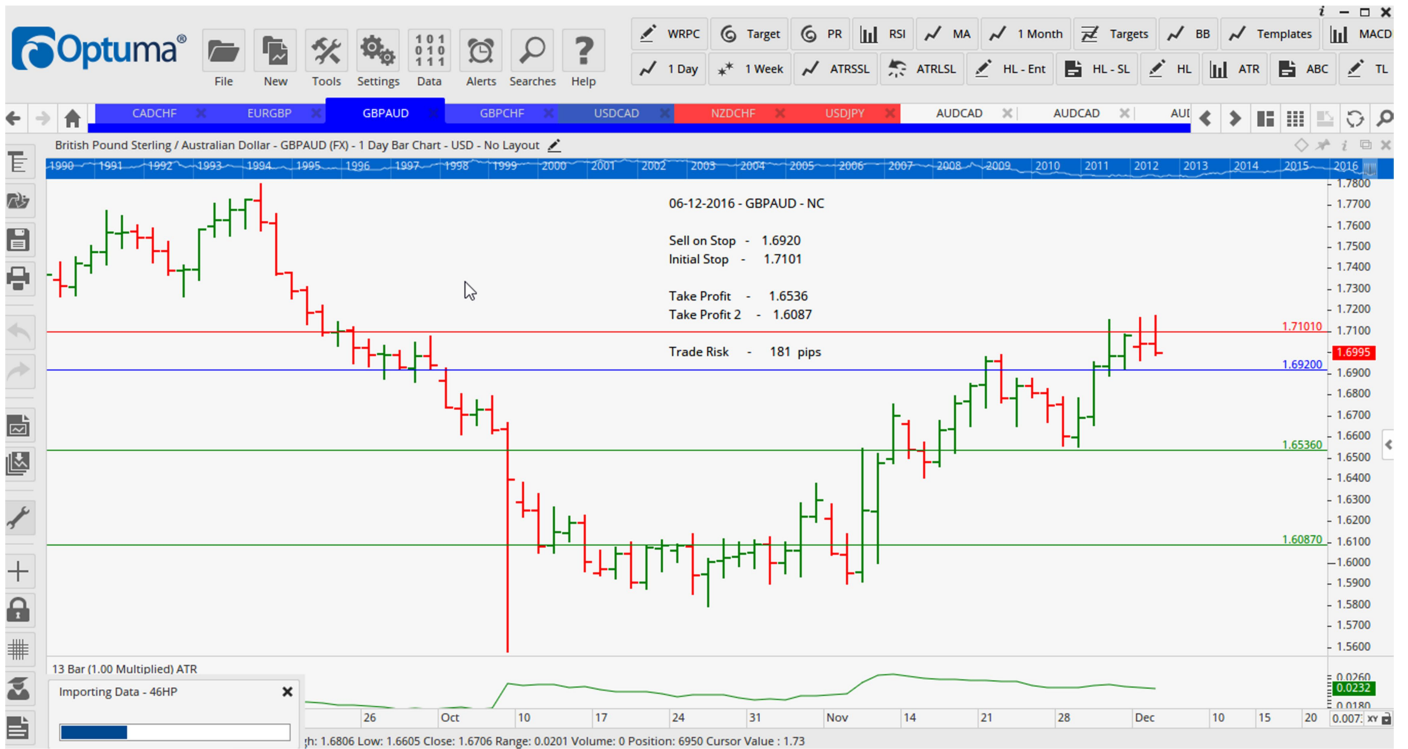 Optuma®
File New Tools Settings Data Alerts Searches Help
WRPC Target PR RSI MA 1 Month Targets BB Templates MACD
1 Day 1 Week ATRSSL ATRLSL HL - Ent HL - SL HL ATR ABC TL
CADCHF EURGBP GBPAUD GBPCHF USDCAD NZDCHF USDJPY AUDCAD AUDCAD
British Pound Sterling / Australian Dollar - GBPAUD (FX) - 1 Day Bar Chart - USD - No Layout
1990 1991 1992 1993 1994 1995 1996 1997 1998 1999 2000 2001 2002 2003 2004 2005 2006 2007 2008 2009 2010 2011 2012 2013 2014 2015 2016
1.7800
06-12-2016 - GBPAUD - NC
1.7700
1.7600
Sell on Stop - 1.6920
1.7500
Initial Stop - 1.7101
1.7400
1.7300
Take Profit - 1.6536
Take Profit 2 - 1.6087
1.7200
1.71010
1.7100
Trade Risk - 181 pips
1.6995
1.69200
1.6900
1.6800
1.6700
1.6600
1.65360
1.6500
1.6400
1.6300
1.6200
1.60870
1.6100
1.6000
1.5900
1.5800
1.5700
1.5600
13 Bar (1.00 Multiplied) ATR
0.0260
0.0232
0.0180
Importing Data - 46HP
26 Oct 10 17 24 31 Nov 14 21 28 Dec 10 15 20 XY
gh: 1.6806 Low: 1.6605 Close: 1.6706 Range: 0.0201 Volume: 0 Position: 6950 Cursor Value : 1.73